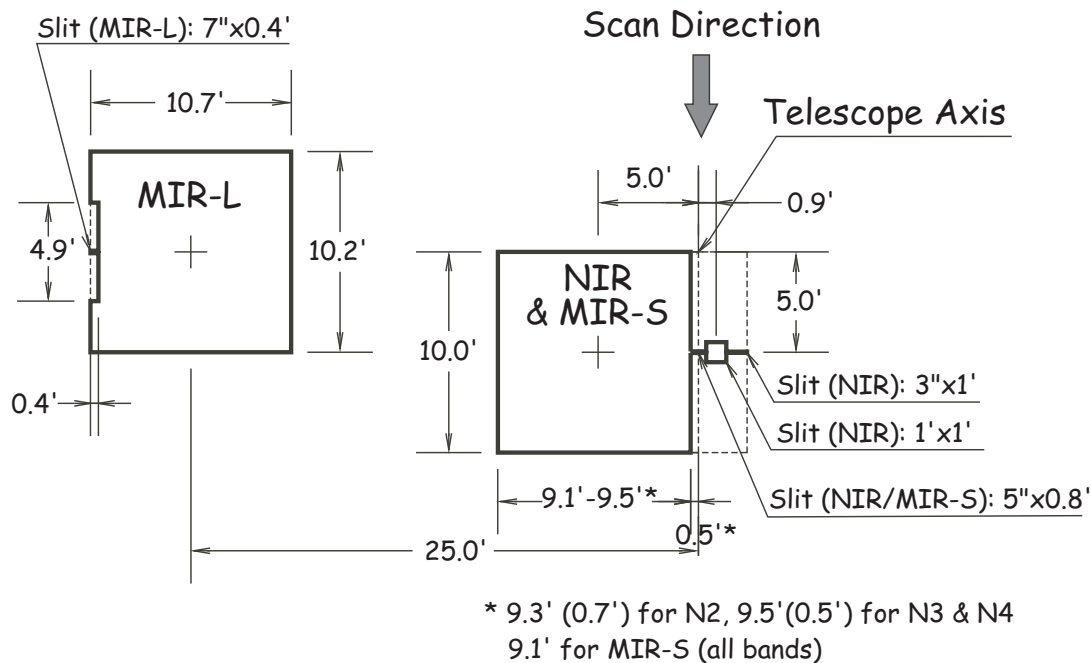 Slit (MIR-L): 7"x0.4'
Scan Direction
10.7'
Telescope Axis
5.0'
0.9'
MIR-L
4.9'
10.2'
NIR
& MIR-S
5.0'
10.0'
0.4'
Slit (NIR): 3"x1'
Slit (NIR): 1'x1'
9.1'-9.5'*
Slit (NIR/MIR-S): 5"x0.8'
0.5'*
25.0'
* 9.3' (0.7') for N2, 9.5'(0.5') for N3 & N4
9.1' for MIR-S (all bands)